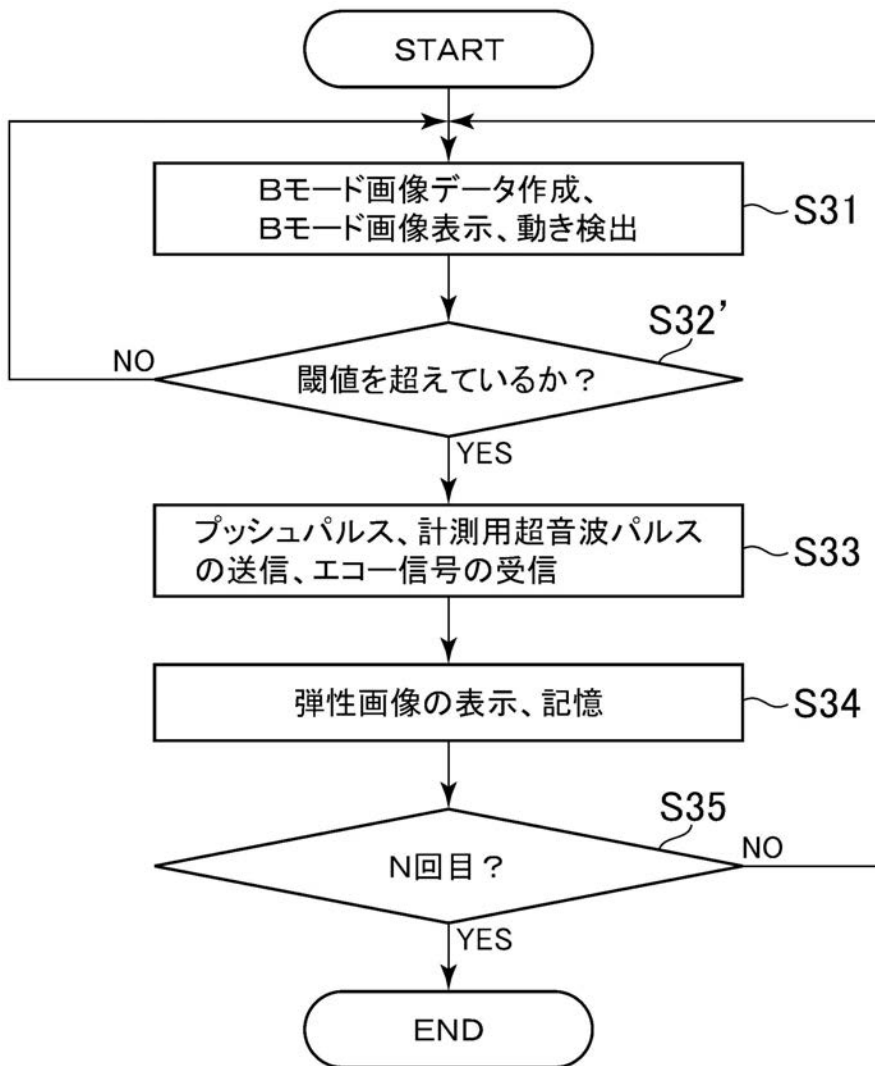 START
Bモード画像データ作成、
Bモード画像表示、動き検出
S31
S32’
閾値を超えているか？
NO
YES
プッシュパルス、計測用超音波パルス
の送信、エコー信号の受信
S33
弾性画像の表示、記憶
S34
S35
N回目？
NO
YES
END